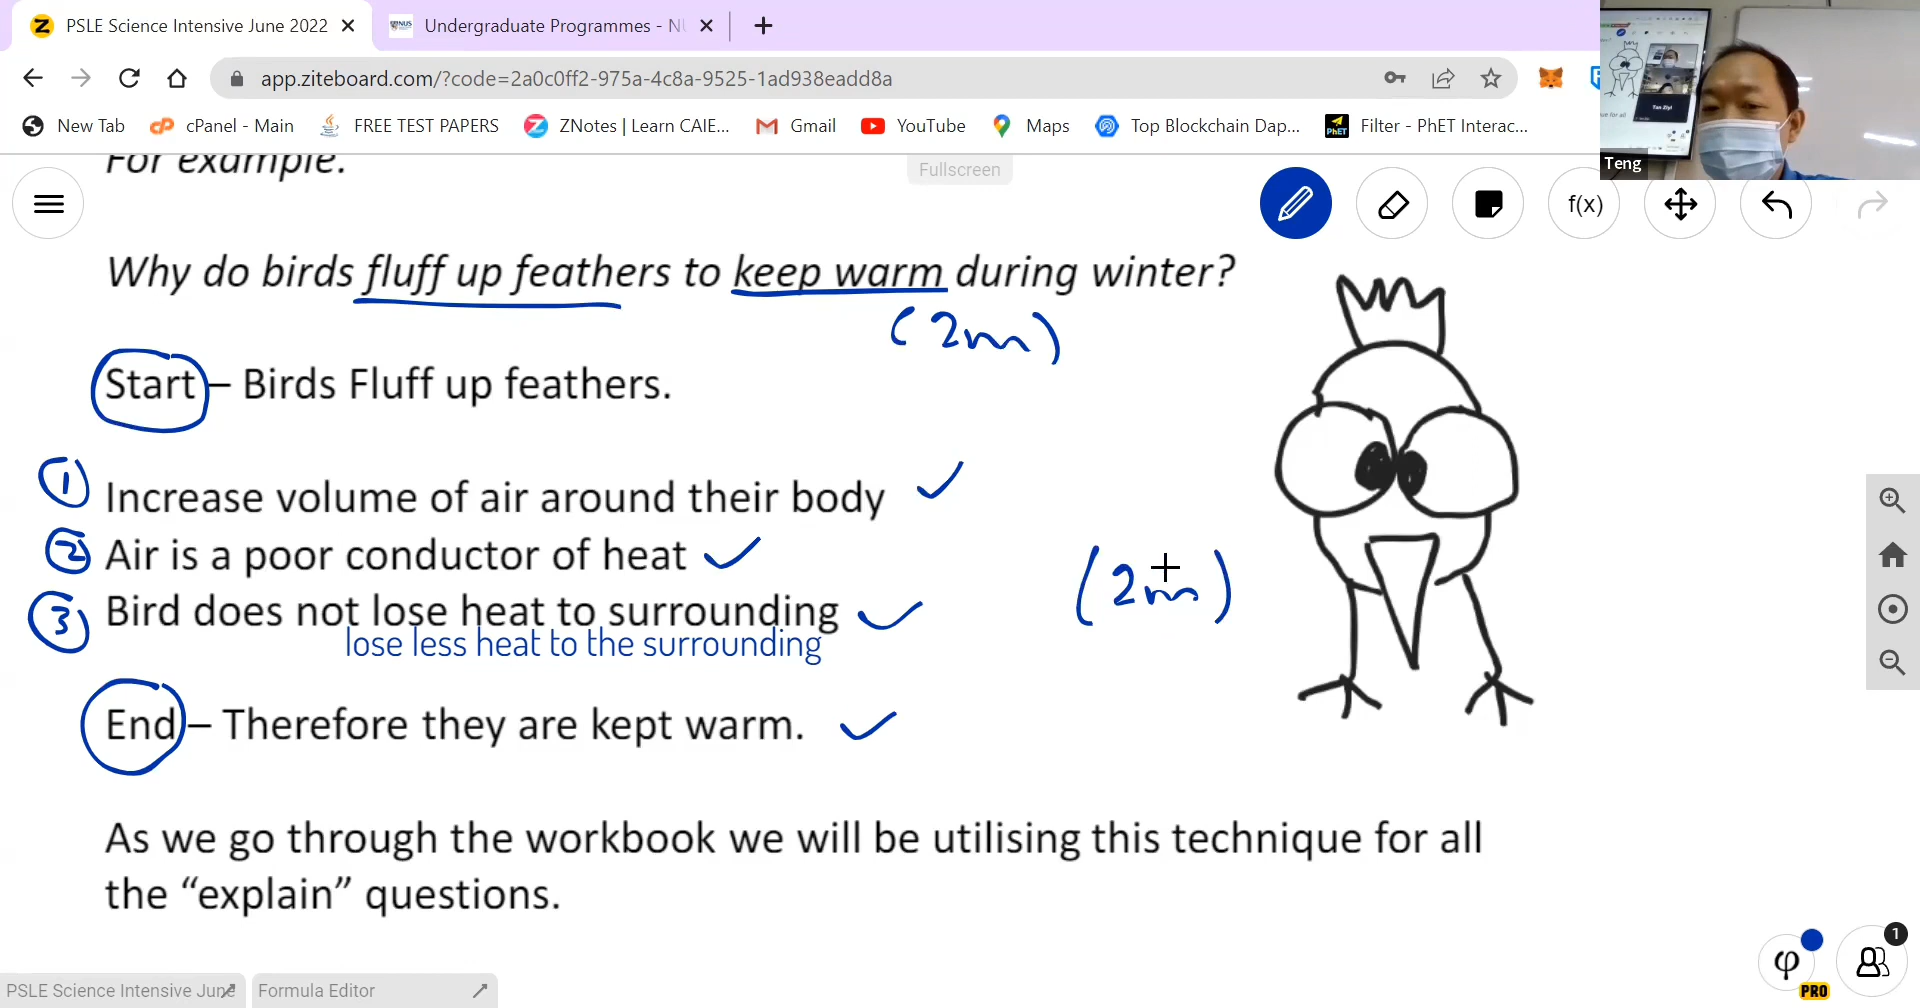 PSLE Science Intensive June 2022
Undergraduate Programmes - NU
app.ziteboard.com/?code=2a0c0ff2-975a-4c8a-9525-1ad938eadd8a
New Tab
cPanel - Main
FREE TEST PAPERS
ZNotes | Learn CAIE...
Gmail
YouTube
Maps
Top Blockchain Dap...
Filter - PhET Interac...
Teng
For example.
Fullscreen
f(x)
Why do birds fluff up feathers to keep warm during winter?
(2m)
Start – Birds Fluff up feathers.
1 Increase volume of air around their body
2 Air is a poor conductor of heat
(2m)
3 Bird does not lose heat to surrounding
lose less heat to the surrounding
End – Therefore they are kept warm.
As we go through the workbook we will be utilising this technique for all
the “explain” questions.
1
φ
PRO
PSLE Science Intensive June
Formula Editor